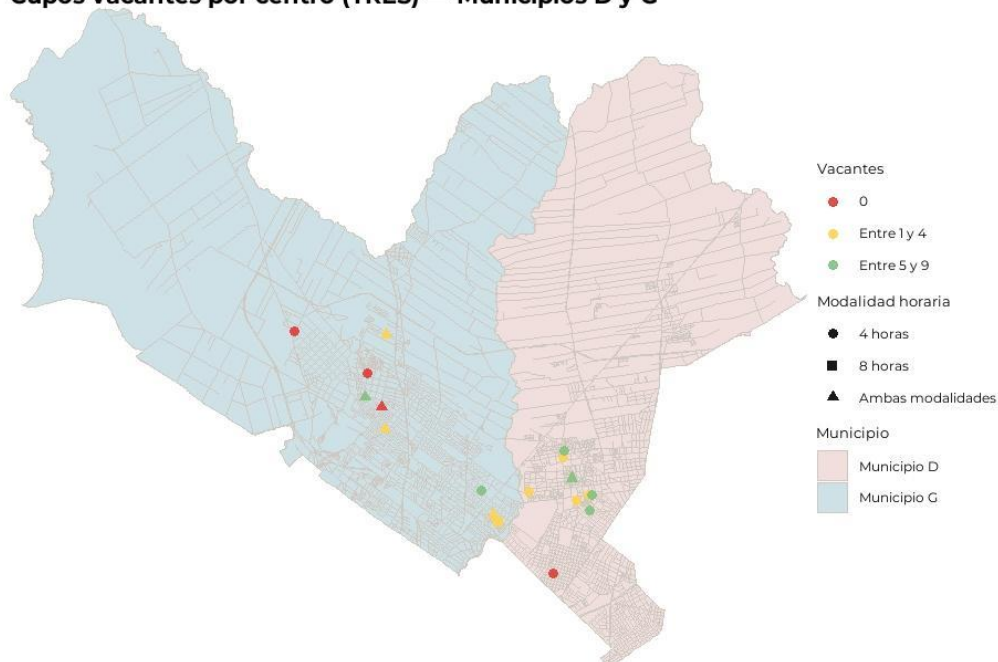 Cupos vacantes por centro (TRES) — Municipios D y G
Vacantes
0
Entre 1 y 4
Entre 5 y 9
Modalidad horaria
4 horas
8 horas
Ambas modalidades
Municipio
Municipio D
Municipio G